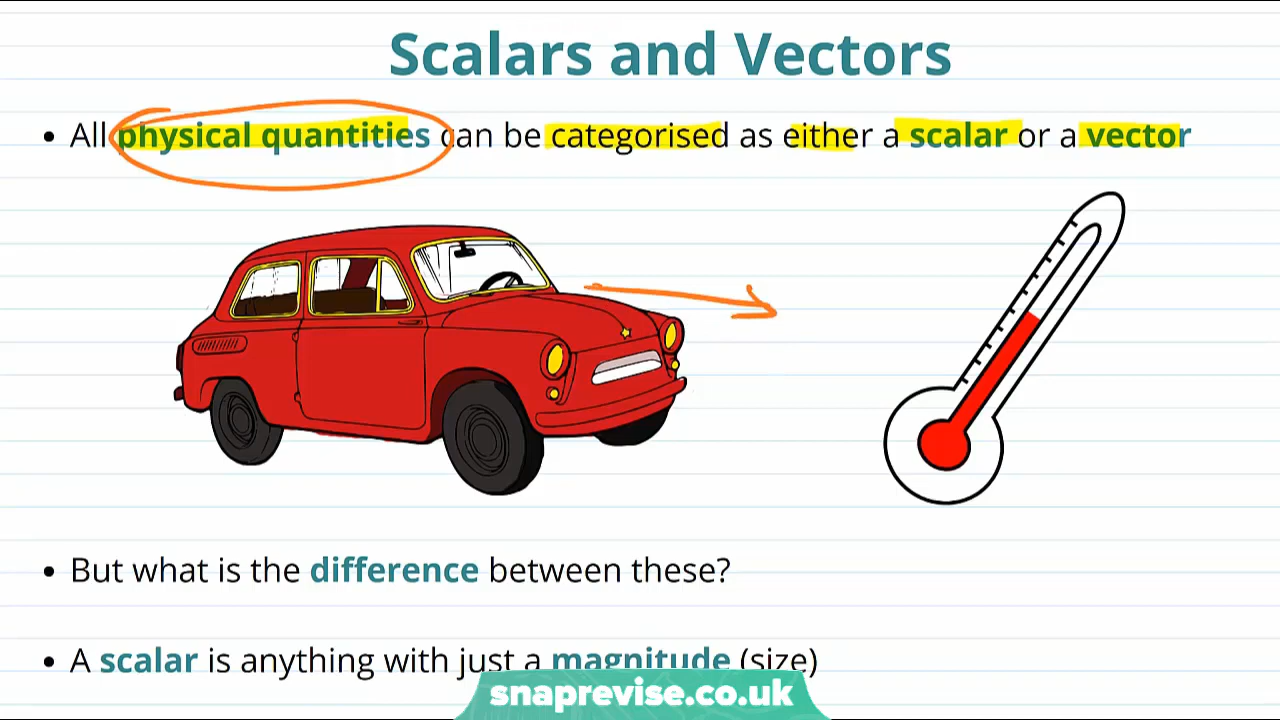 Scalars and Vectors
• All physical quantities can be categorised as either a scalar or a vector
• But what is the difference between these?
• A scalar is anything with just a magnitude (size)
snaprevise.co.uk